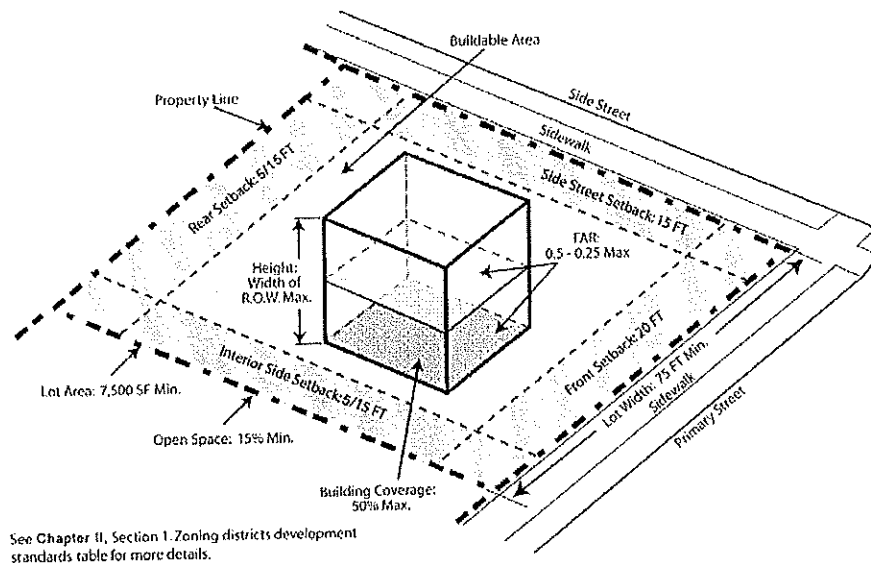 Buildable Area
Property Line
Side Street
Sidewalk
Rear Setback: 5/15 FT
Side Street Setback: 15 FT
FAR:
0.5 - 0.25 Max
Height:
Width of
R.O.W. Max.
Front Setback: 20 FT
Lot Width: 75 FT Min.
Sidewalk
Primary Street
Interior Side Setback: 5/15 FT
Lot Area: 7,500 SF Min.
Open Space: 15% Min.
Building Coverage:
50% Max.
See Chapter II, Section 1. Zoning districts development
standards table for more details.